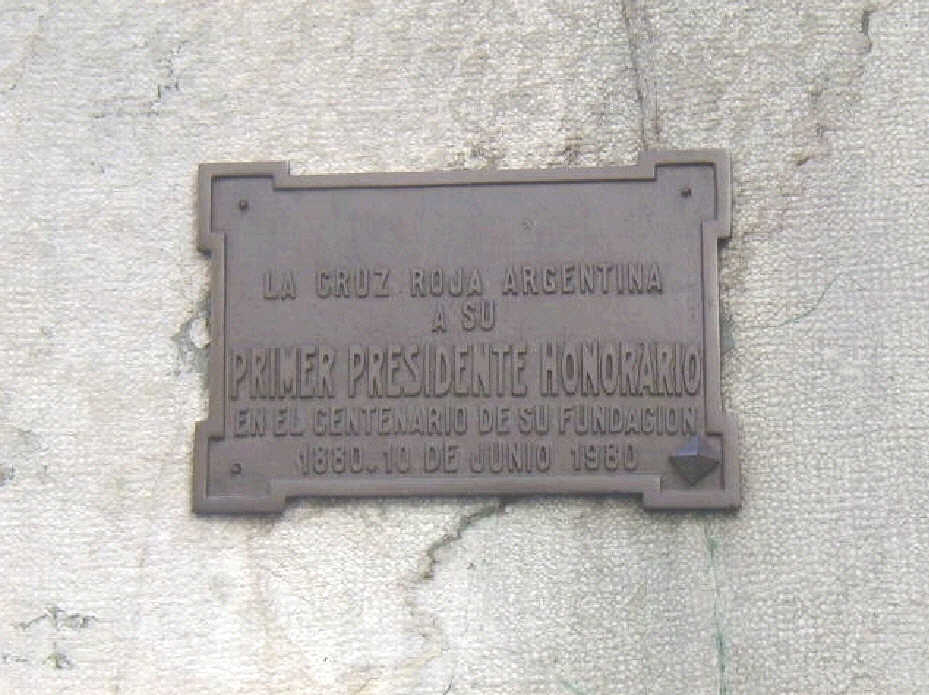 LA CRUZ ROJA ARGENTINA
A SU
PRIMER PRESIDENTE HONORARIO
EN EL CENTENARIO DE SU FUNDACION
1880.10 DE JUNIO 1980